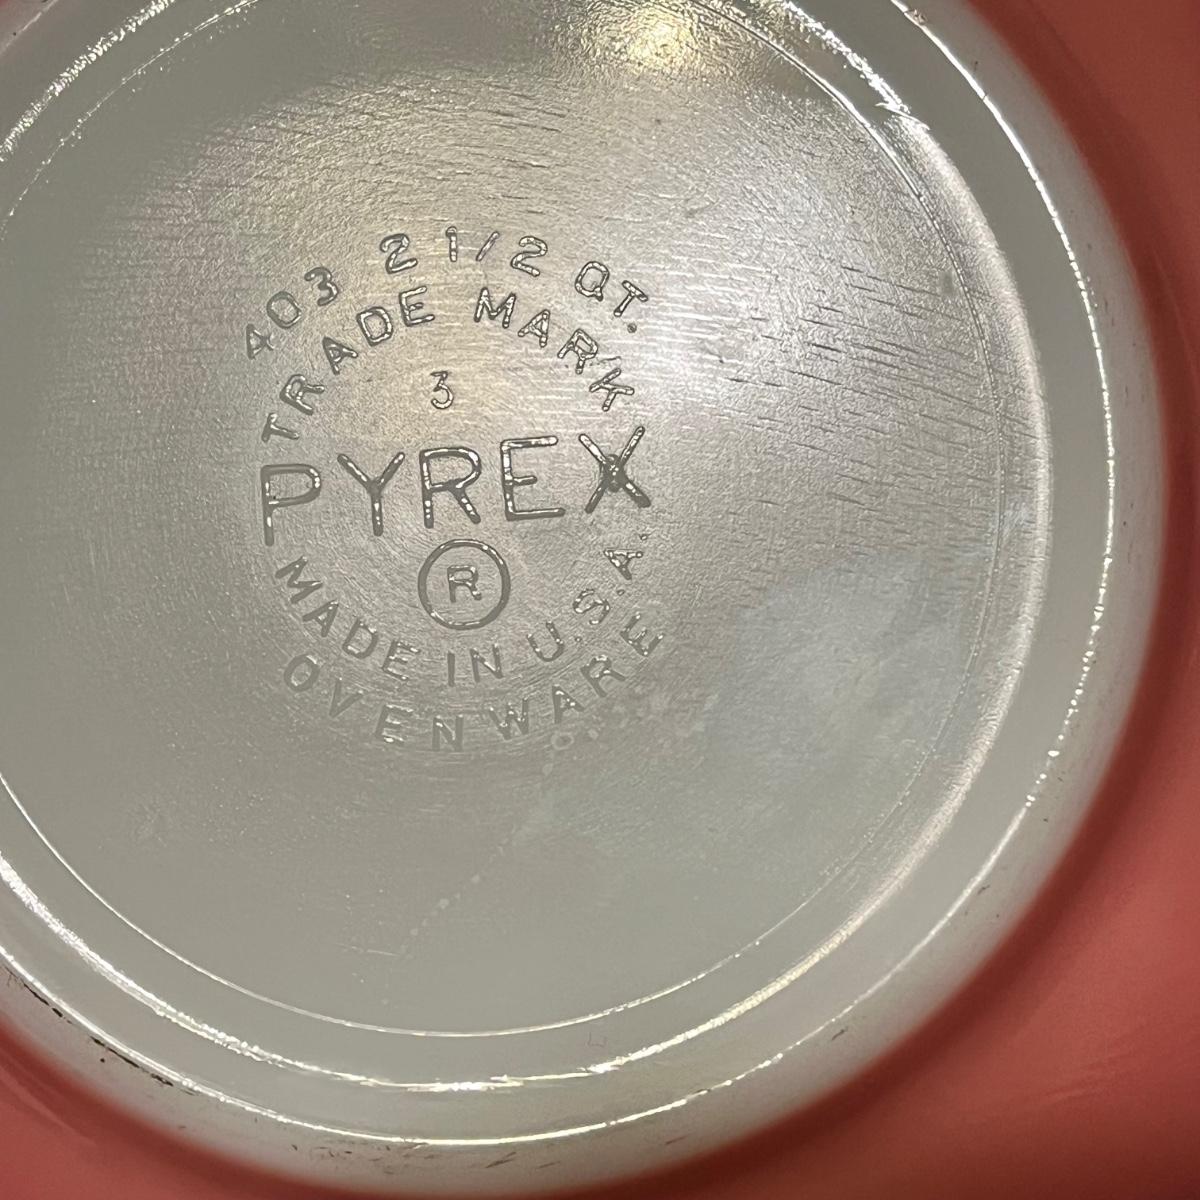 403 2 1/2 QT.
TRADE MARK
3
PYREX
®
MADE IN U.S.A.
OVENWARE